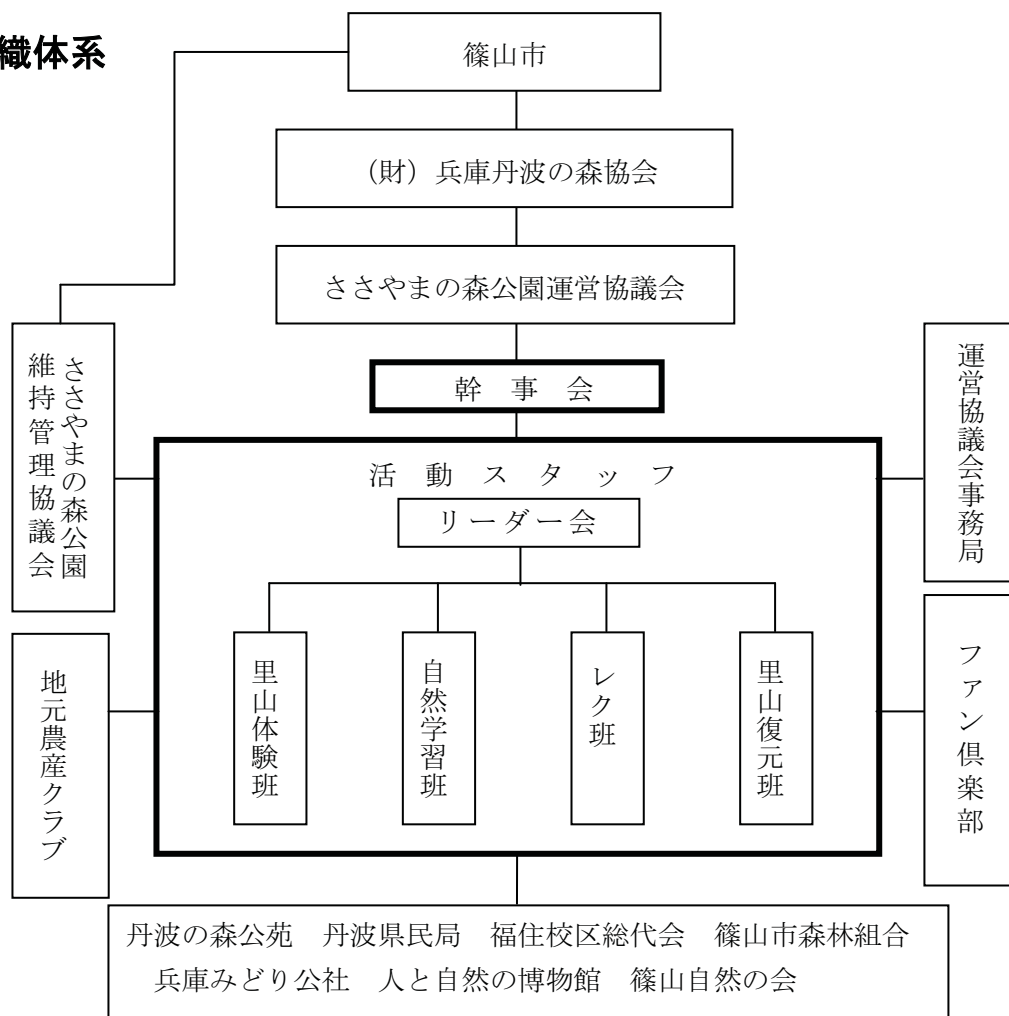 織体系
篠山市
（財）兵庫丹波の森協会
ささやまの森公園運営協議会
幹事会
ささやまの森公園
維持管理協議会
運営協議会事務局
活動スタッフ
リーダー会
里山体験班
自然学習班
レク班
里山復元班
地元農産クラブ
ファン倶楽部
丹波の森公苑　丹波県民局　福住校区総代会　篠山市森林組合
兵庫みどり公社　人と自然の博物館　篠山自然の会